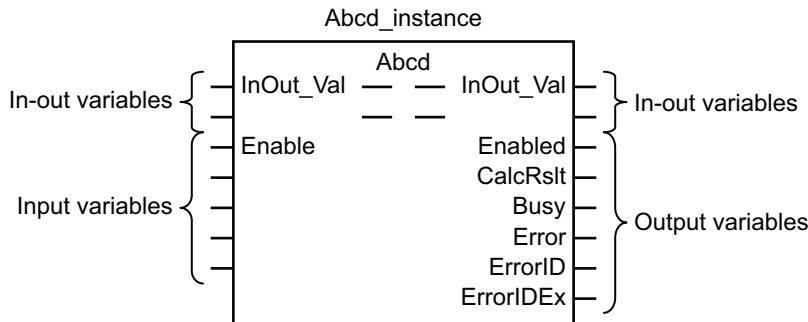 Abcd_instance
Abcd
In-out variables
InOut_Val
InOut_Val
In-out variables
Enable
Enabled
CalcRslt
Input variables
Busy
Output variables
Error
ErrorID
ErrorIDEx